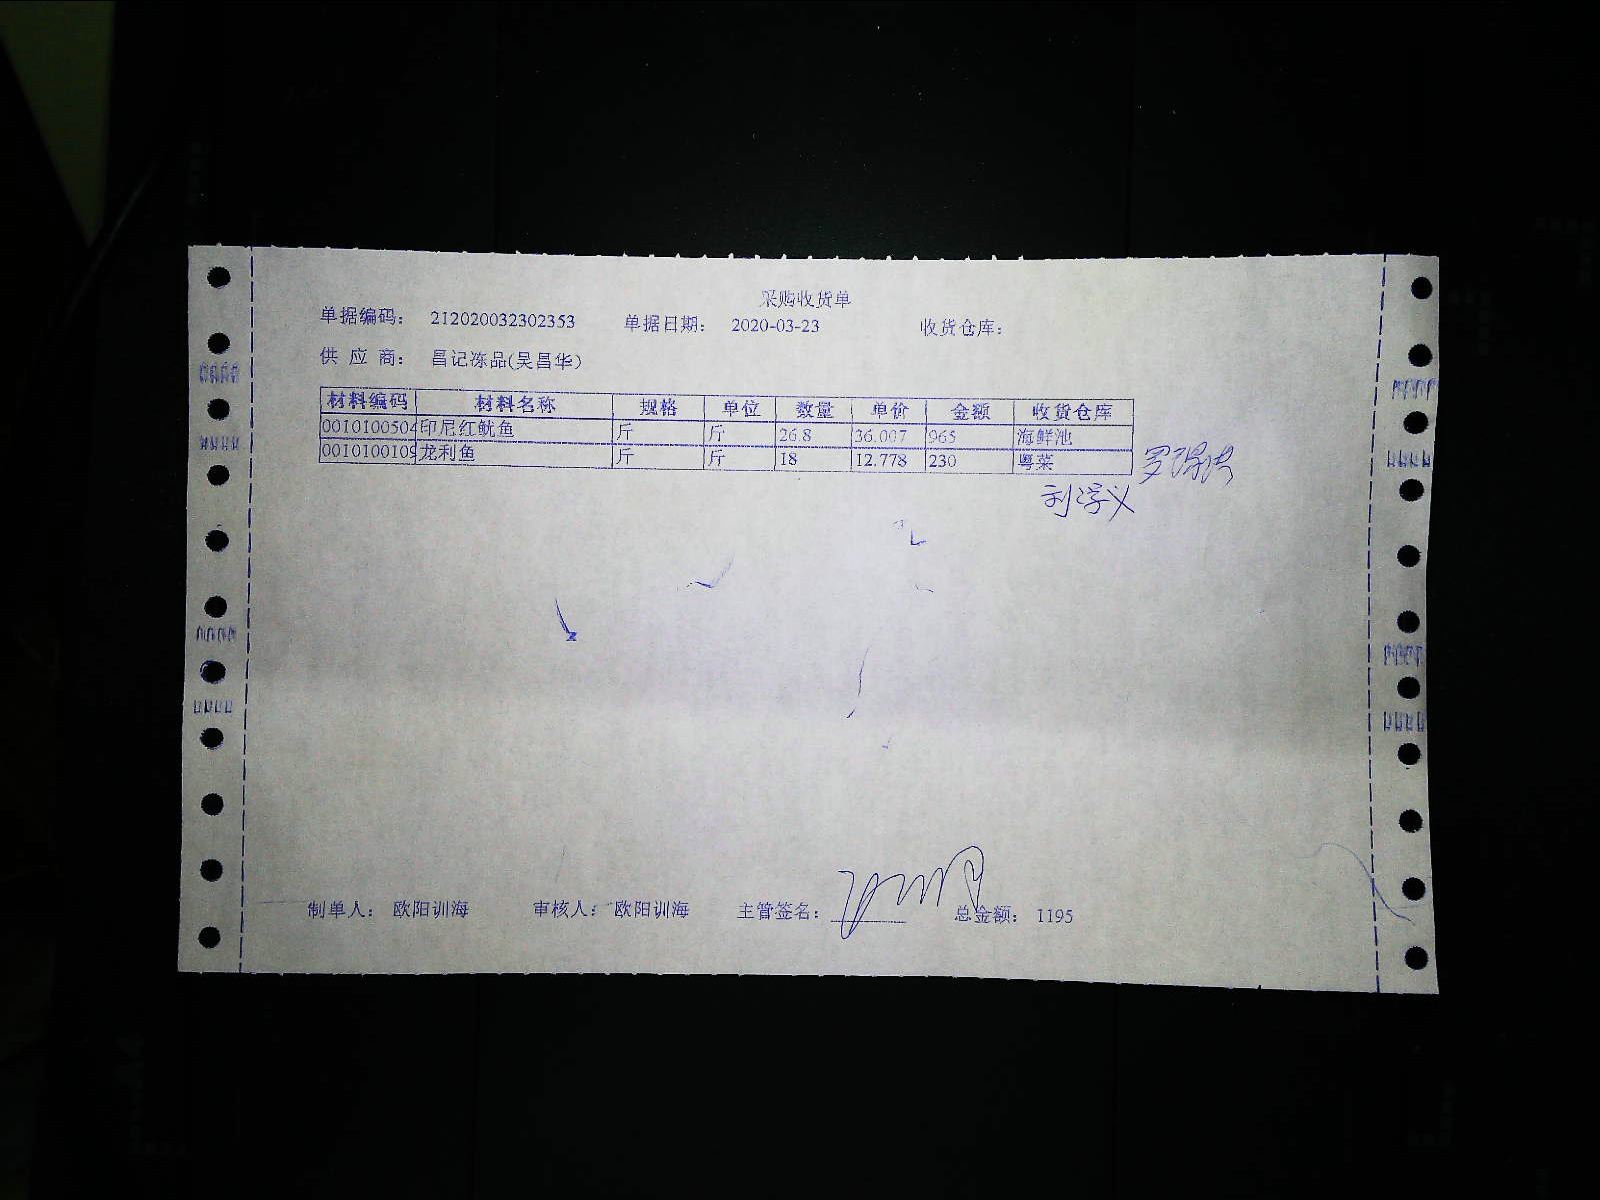 采购收货单
单据编码： 212020032302353 单据日期： 2020-03-23 收货仓库：
供 应 商： 昌记冻品(吴昌华)
材料编码 材料名称 规格 单位 数量 单价 金额 收货仓库
0010100504 印尼红鱿鱼 斤 斤 26.8 36.007 965 海鲜池
0010100109 龙利鱼 斤 斤 18 12.778 230 粤菜
制单人： 欧阳训海 审核人： 欧阳训海 主管签名： 总金额： 1195